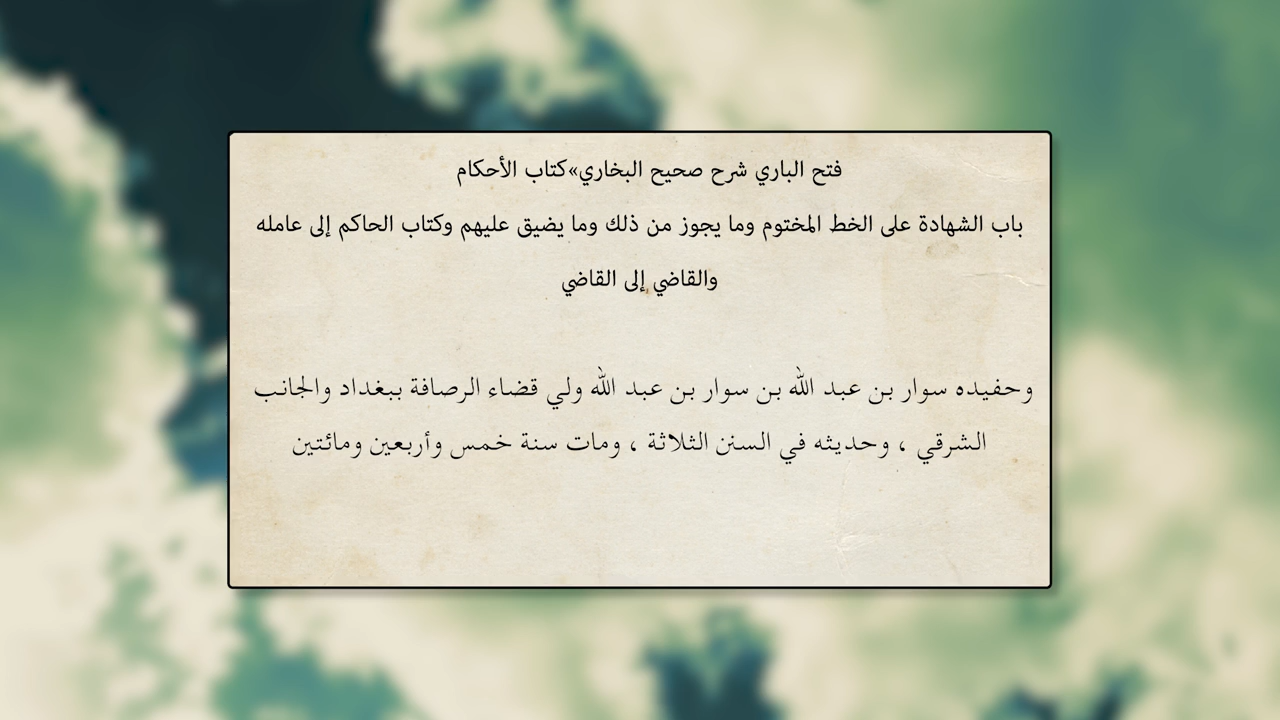 فتح الباري شرح صحيح البخاري»كتاب الأحكام
باب الشهادة على الخط المختوم وما يجوز من ذلك وما يضيق عليهم وكتاب الحاكم إلى عامله
والقاضي إلى القاضي
وحفيده سوار بن عبد الله بن سوار بن عبد الله ولي قضاء الرصافة ببغداد والجانب
الشرقي ، وحديثه في السنن الثلاثة ، ومات سنة خمس وأربعين ومائتين